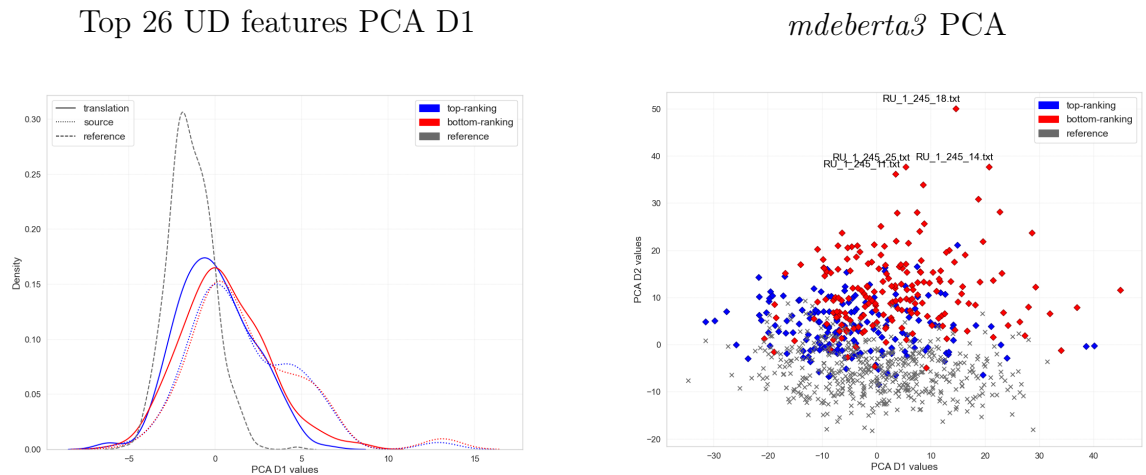 Top 26 UD features PCA D1
translation
source
reference
top-ranking
bottom-ranking
reference
0.30
0.25
0.20
0.15
0.10
0.05
0.00
Density
−5
0
5
10
15
PCA D1 values
mdeberta3 PCA
RU_1_245_18.txt
RU_1_245_25.txt
RU_1_245_14.txt
RU_1_245_11.txt
top-ranking
bottom-ranking
reference
50
40
30
20
10
0
−10
−20
PCA D2 values
−30
−20
−10
0
10
20
30
40
PCA D1 values